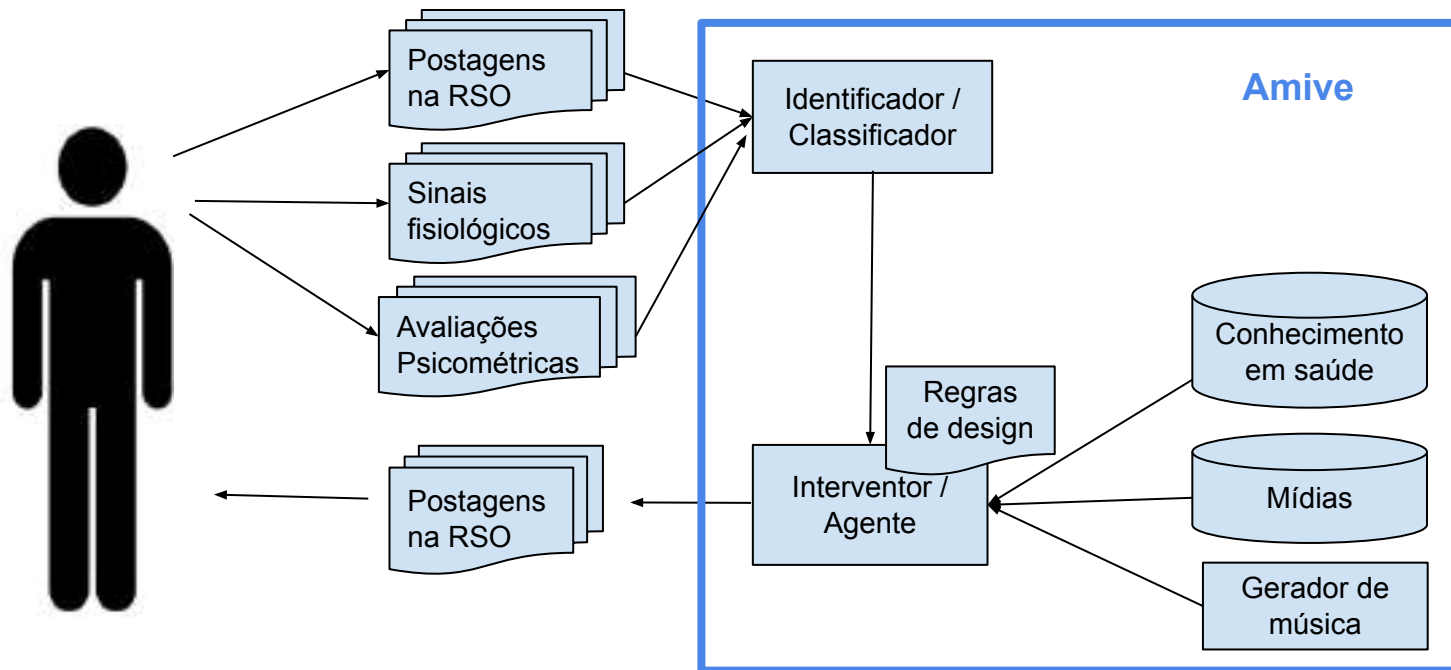 Postagens
na RSO
Identificador /
Classificador
Amive
Sinais
fisiológicos
Avaliações
Psicométricas
Conhecimento
em saúde
Regras
de design
Postagens
na RSO
Interventor /
Agente
Mídias
Gerador de
música